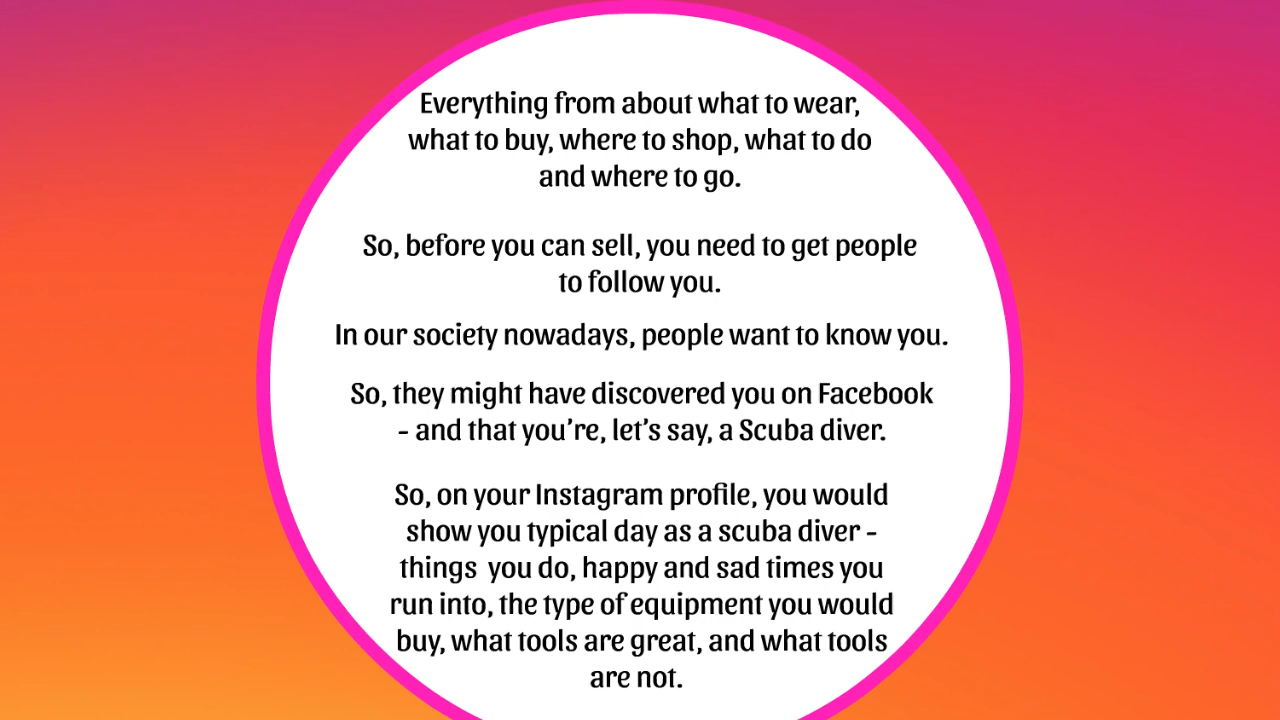 Everything from about what to wear,
what to buy, where to shop, what to do
and where to go.
So, before you can sell, you need to get people
to follow you.
In our society nowadays, people want to know you.
So, they might have discovered you on Facebook
- and that you’re, let’s say, a Scuba diver.
So, on your Instagram profile, you would
show you typical day as a scuba diver -
things  you do, happy and sad times you
run into, the type of equipment you would
buy, what tools are great, and what tools
are not.